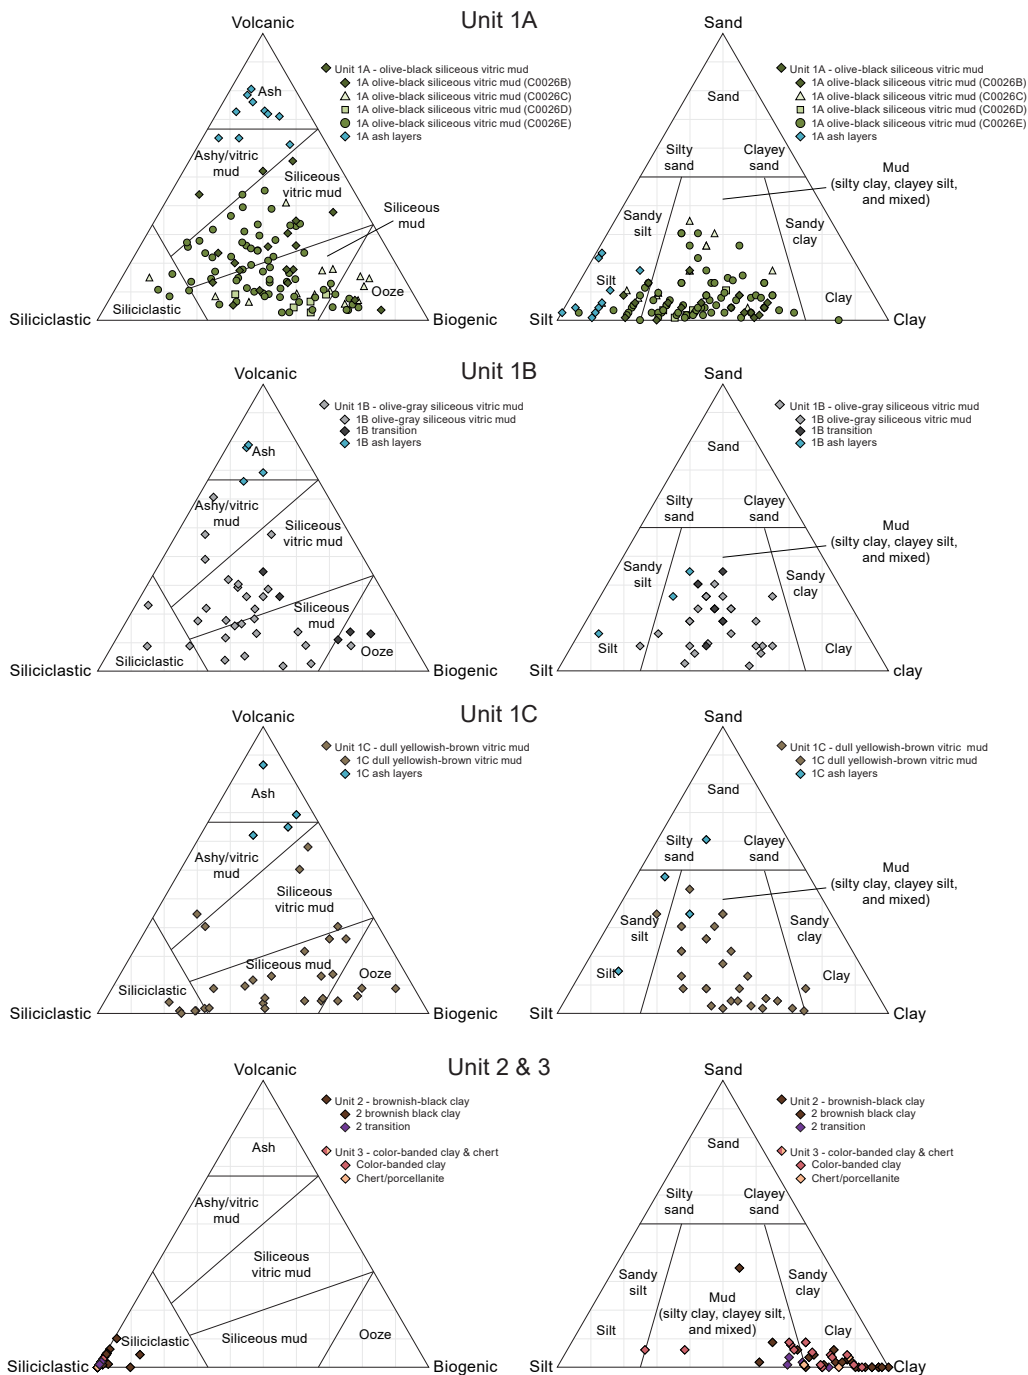 Unit 1A
Volcanic
Unit 1A - olive-black siliceous vitric mud
1A olive-black siliceous vitric mud (C0026B)
1A olive-black siliceous vitric mud (C0026C)
1A olive-black siliceous vitric mud (C0026D)
1A olive-black siliceous vitric mud (C0026E)
1A ash layers
Ash
Ashy/vitric
mud
Siliceous
vitric mud
Siliceous
mud
Siliciclastic
Ooze
Siliciclastic
Biogenic
Sand
Unit 1A - olive-black siliceous vitric mud
1A olive-black siliceous vitric mud (C0026B)
1A olive-black siliceous vitric mud (C0026C)
1A olive-black siliceous vitric mud (C0026D)
1A olive-black siliceous vitric mud (C0026E)
1A ash layers
Sand
Silty
sand
Clayey
sand
Mud
(silty clay, clayey silt,
and mixed)
Sandy
silt
Sandy
clay
Silt
Clay
Silt
Clay
Unit 1B
Volcanic
Unit 1B - olive-gray siliceous vitric mud
1B olive-gray siliceous vitric mud
1B transition
1B ash layers
Ash
Ashy/vitric
mud
Siliceous
vitric mud
Siliceous
mud
Siliciclastic
Ooze
Siliciclastic
Biogenic
Sand
Unit 1B - olive-gray siliceous vitric mud
1B olive-gray siliceous vitric mud
1B transition
1B ash layers
Sand
Silty
sand
Clayey
sand
Mud
(silty clay, clayey silt,
and mixed)
Sandy
silt
Sandy
clay
Silt
Clay
Silt
clay
Unit 1C
Volcanic
Unit 1C - dull yellowish-brown vitric mud
1C dull yellowish-brown vitric mud
1C ash layers
Ash
Ashy/vitric
mud
Siliceous
vitric mud
Siliceous mud
Siliciclastic
Ooze
Siliciclastic
Biogenic
Sand
Unit 1C - dull yellowish-brown vitric mud
1C dull yellowish-brown vitric mud
1C ash layers
Sand
Silty
sand
Clayey
sand
Mud
(silty clay, clayey silt,
and mixed)
Sandy
silt
Sandy
clay
Silt
Clay
Silt
Clay
Unit 2 & 3
Volcanic
Unit 2 - brownish-black clay
2 brownish black clay
2 transition
Unit 3 - color-banded clay & chert
Color-banded clay
Chert/porcellanite
Ash
Ashy/vitric
mud
Siliceous
vitric mud
Siliceous mud
Siliciclastic
Ooze
Siliciclastic
Biogenic
Sand
Unit 2 - brownish-black clay
2 brownish black clay
2 transition
Unit 3 - color-banded clay & chert
Color-banded clay
Chert/porcellanite
Sand
Silty
sand
Clayey
sand
Sandy
silt
Sandy
clay
Mud
(silty clay, clayey silt,
and mixed)
Silt
Clay
Silt
Clay